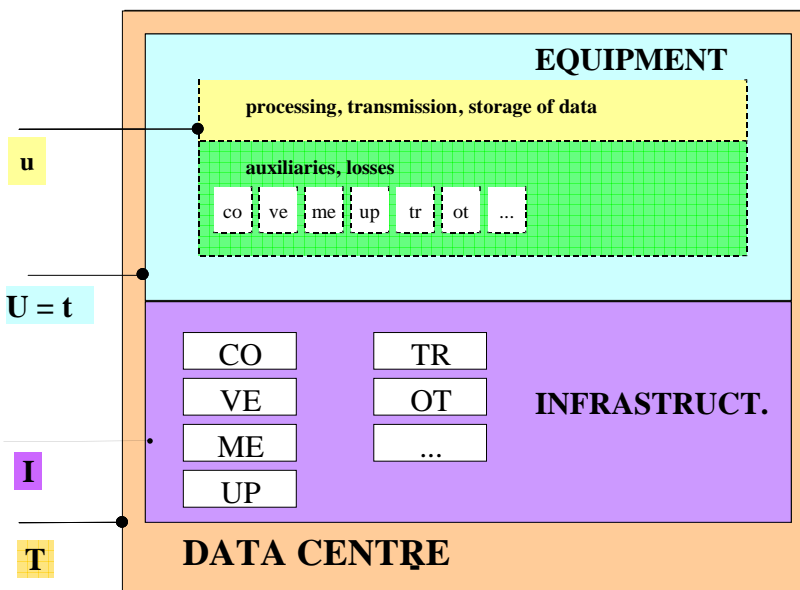 EQUIPMENT
processing, transmission, storage of data
u
auxiliaries, losses
co ve me up tr ot ...
U = t
CO TR
VE OT
INFRASTRUCT.
ME ...
I
UP
T
DATA CENTRE